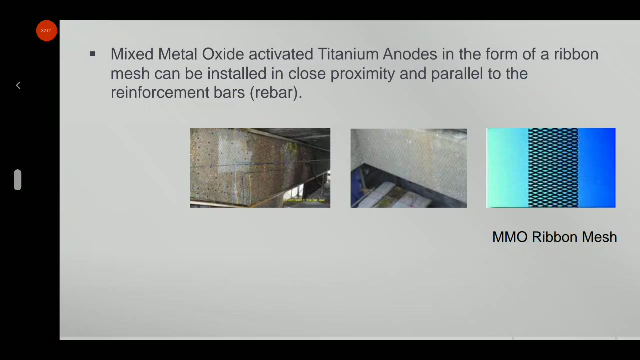 Mixed Metal Oxide activated Titanium Anodes in the form of a ribbon
mesh can be installed in close proximity and parallel to the
reinforcement bars (rebar).
MMO Ribbon Mesh